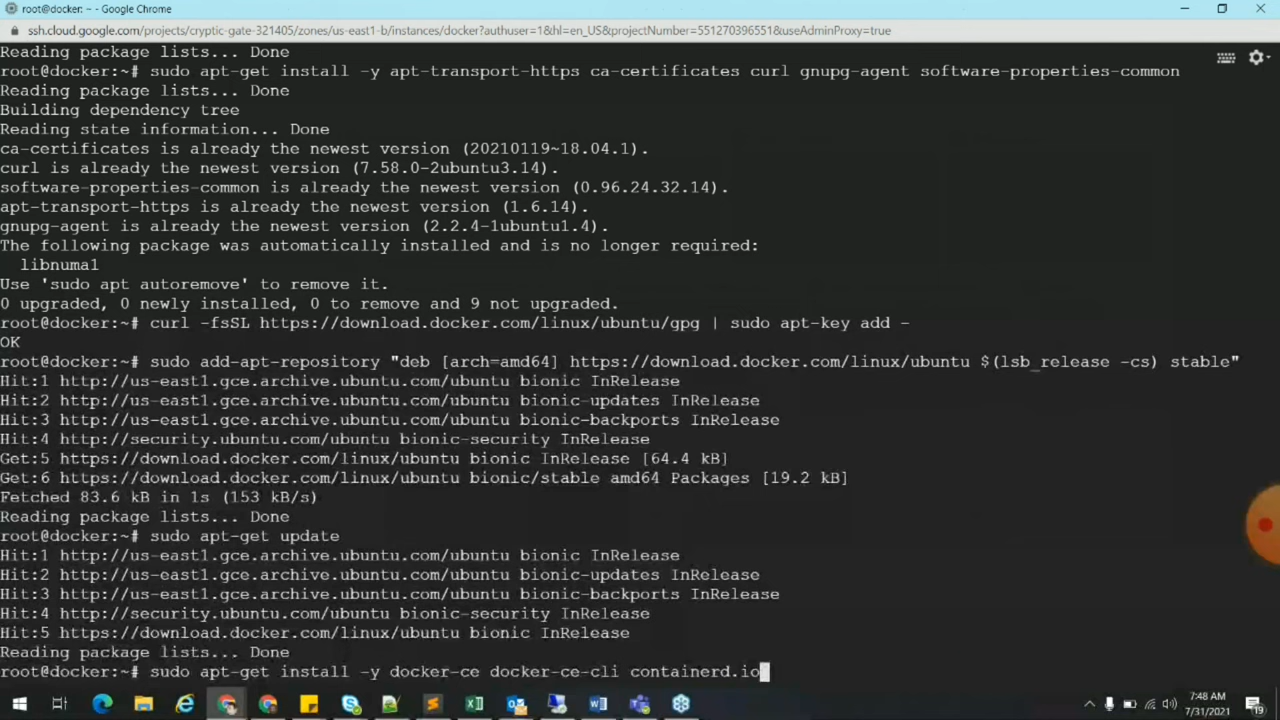 root@docker: ~ - Google Chrome
ssh.cloud.google.com/projects/cryptic-gate-321405/zones/us-east1-b/instances/docker?authuser=1&hl=en_US&projectNumber=551270396551&useAdminProxy=true
Reading package lists... Done
root@docker:~# sudo apt-get install -y apt-transport-https ca-certificates curl gnupg-agent software-properties-common
Reading package lists... Done
Building dependency tree
Reading state information... Done
ca-certificates is already the newest version (20210119~18.04.1).
curl is already the newest version (7.58.0-2ubuntu3.14).
software-properties-common is already the newest version (0.96.24.32.14).
apt-transport-https is already the newest version (1.6.14).
gnupg-agent is already the newest version (2.2.4-1ubuntu1.4).
The following package was automatically installed and is no longer required:
  libnuma1
Use 'sudo apt autoremove' to remove it.
0 upgraded, 0 newly installed, 0 to remove and 9 not upgraded.
root@docker:~# curl -fsSL https://download.docker.com/linux/ubuntu/gpg | sudo apt-key add -
OK
root@docker:~# sudo add-apt-repository "deb [arch=amd64] https://download.docker.com/linux/ubuntu $(lsb_release -cs) stable"
Hit:1 http://us-east1.gce.archive.ubuntu.com/ubuntu bionic InRelease
Hit:2 http://us-east1.gce.archive.ubuntu.com/ubuntu bionic-updates InRelease
Hit:3 http://us-east1.gce.archive.ubuntu.com/ubuntu bionic-backports InRelease
Hit:4 http://security.ubuntu.com/ubuntu bionic-security InRelease
Get:5 https://download.docker.com/linux/ubuntu bionic InRelease [64.4 kB]
Get:6 https://download.docker.com/linux/ubuntu bionic/stable amd64 Packages [19.2 kB]
Fetched 83.6 kB in 1s (153 kB/s)
Reading package lists... Done
root@docker:~# sudo apt-get update
Hit:1 http://us-east1.gce.archive.ubuntu.com/ubuntu bionic InRelease
Hit:2 http://us-east1.gce.archive.ubuntu.com/ubuntu bionic-updates InRelease
Hit:3 http://us-east1.gce.archive.ubuntu.com/ubuntu bionic-backports InRelease
Hit:4 http://security.ubuntu.com/ubuntu bionic-security InRelease
Hit:5 https://download.docker.com/linux/ubuntu bionic InRelease
Reading package lists... Done
root@docker:~# sudo apt-get install -y docker-ce docker-ce-cli containerd.io
7:48 AM
7/31/2021
19